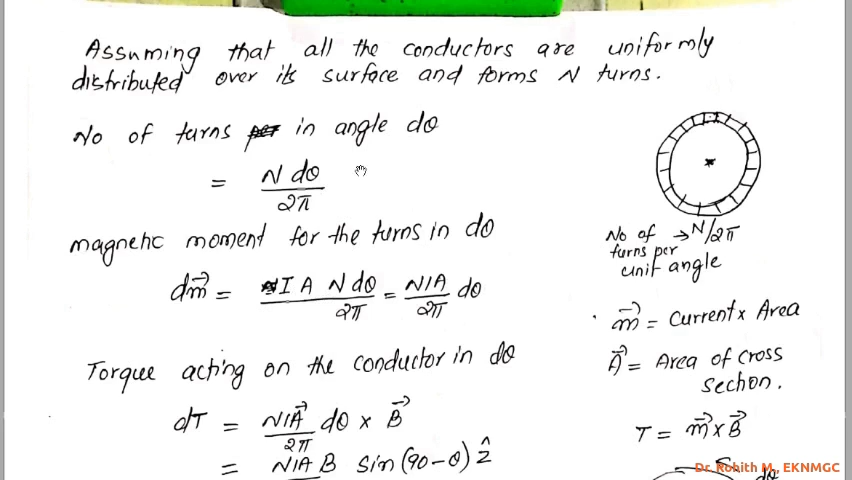 Assuming that all the conductors are uniformly
distributed over its surface and forms N turns.
No of turns in angle dθ
= N dθ / 2π
No of → N/2π
turns per
unit angle
magnetic moment for the turns in dθ
dm⃗ = I A N dθ / 2π = NIA / 2π dθ
m⃗ = Current x Area
A⃗ = Area of cross
section.
Torque acting on the conductor in dθ
dT = NIA⃗ / 2π dθ × B⃗
T = m⃗ × B⃗
= NIA B sin(90-θ) ẑ
dθ
Dr. Rohith M., EKNMGC